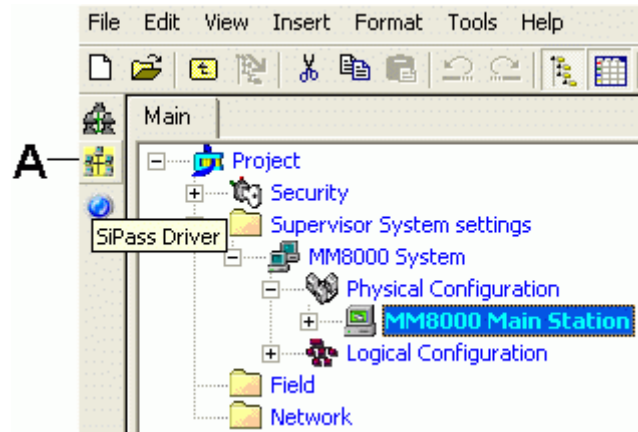 File Edit View Insert Format Tools Help
Main
A
Project
Security
SiPass Driver
Supervisor System settings
MM8000 System
Physical Configuration
MM8000 Main Station
Logical Configuration
Field
Network